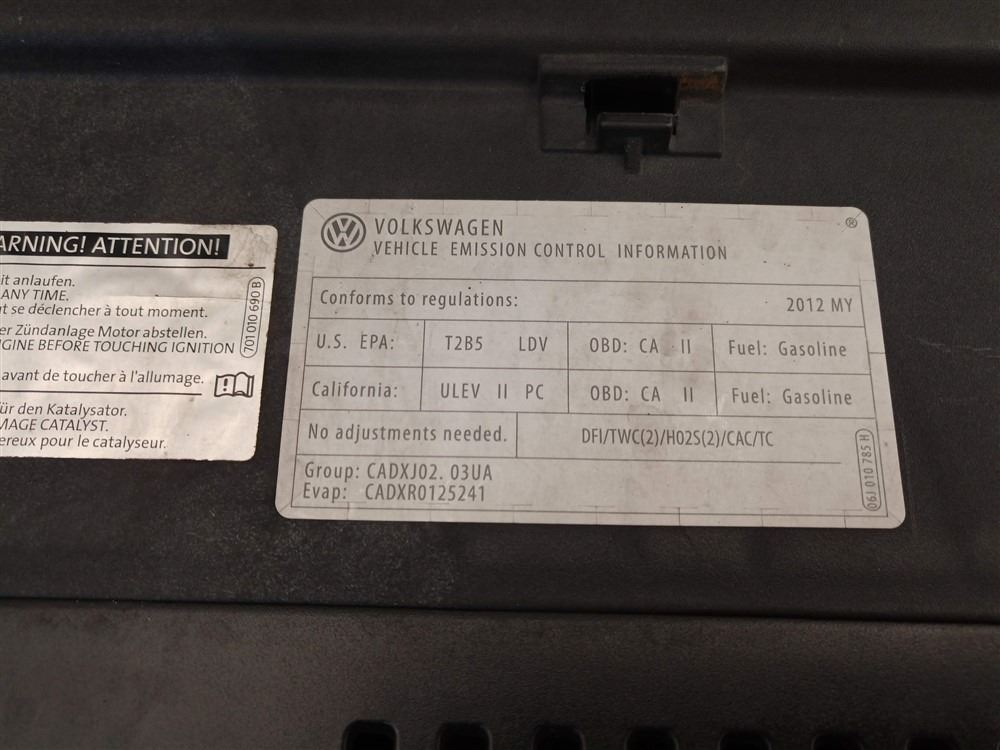 ARNING! ATTENTION!
it anlaufen.
ANY TIME.
t se déclencher à tout moment.
er Zündanlage Motor abstellen.
GINE BEFORE TOUCHING IGNITION
avant de toucher à l'allumage.
ür den Katalysator.
MAGE CATALYST.
ereux pour le catalyseur.
701 010 690 B
VOLKSWAGEN ®
VEHICLE EMISSION CONTROL INFORMATION
Conforms to regulations: 2012 MY
U.S. EPA: T2B5 LDV OBD: CA II Fuel: Gasoline
California: ULEV II PC OBD: CA II Fuel: Gasoline
No adjustments needed. DFI/TWC(2)/HO2S(2)/CAC/TC
Group: CADXJ02. 03UA
Evap: CADXR0125241
06J 010 785 H